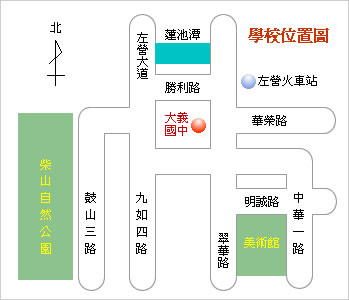 學校位置圖
北
左營大道
蓮池潭
左營火車站
勝利路
大義
國中
華榮路
柴山自然公園
鼓山三路
九如四路
翠華路
明誠路
美術館
中華一路